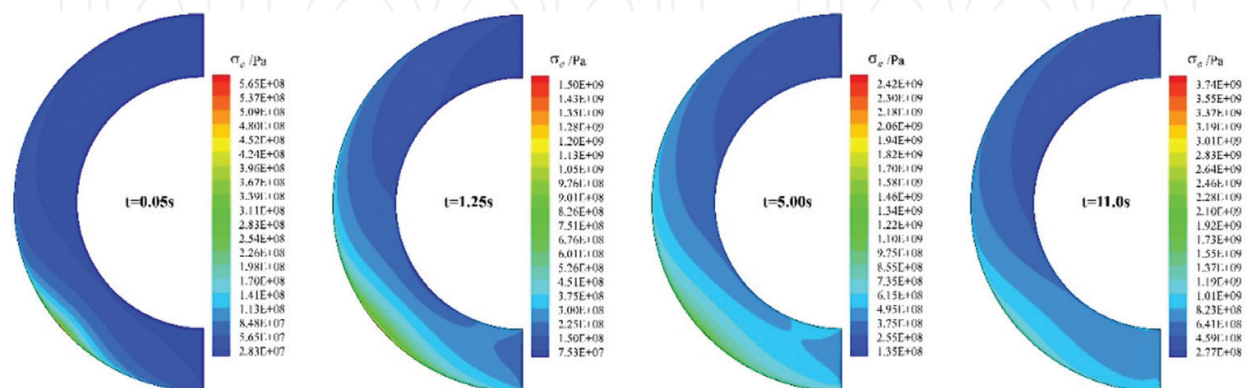 σ_e /Pa
5.65E+08
5.37E+08
5.09E+08
4.80E+08
4.52E+08
4.24E+08
3.96E+08
3.67E+08
3.39E+08
3.11E+08
2.83E+08
2.54E+08
2.26E+08
1.98E+08
1.70E+08
1.41E+08
1.13E+08
8.48E+07
5.65E+07
2.83E+07
t=0.05s
σ_e /Pa
1.50E+09
1.43E+09
1.35E+09
1.28E+09
1.20E+09
1.13E+09
1.05E+09
9.76E+08
9.01E+08
8.26E+08
7.51E+08
6.76E+08
6.01E+08
5.26E+08
4.51E+08
3.75E+08
3.00E+08
2.25E+08
1.50E+08
7.53E+07
t=1.25s
σ_e /Pa
2.42E+09
2.30E+09
2.18E+09
2.06E+09
1.94E+09
1.82E+09
1.70E+09
1.58E+09
1.46E+09
1.34E+09
1.22E+09
1.10E+09
9.75E+08
8.55E+08
7.35E+08
6.15E+08
4.95E+08
3.75E+08
2.55E+08
1.35E+08
t=5.00s
σ_e /Pa
3.74E+09
3.55E+09
3.37E+09
3.19E+09
3.01E+09
2.83E+09
2.64E+09
2.46E+09
2.28E+09
2.10E+09
1.92E+09
1.73E+09
1.55E+09
1.37E+09
1.19E+09
1.01E+09
8.23E+08
6.41E+08
4.59E+08
2.77E+08
t=11.0s